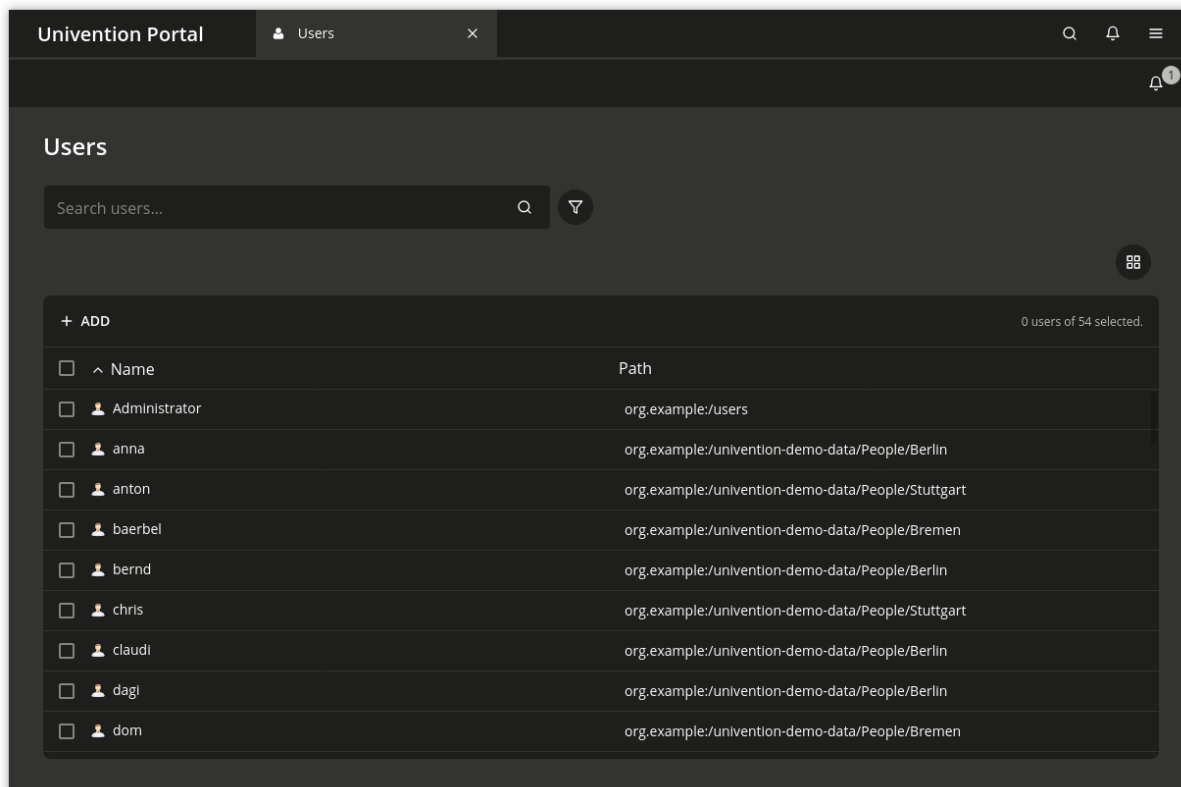 Univention Portal
Users
1
Users
Search users...
ADD
0 users of 54 selected.
Name Path
Administrator org.example:/users
anna org.example:/univention-demo-data/People/Berlin
anton org.example:/univention-demo-data/People/Stuttgart
baerbel org.example:/univention-demo-data/People/Bremen
bernd org.example:/univention-demo-data/People/Berlin
chris org.example:/univention-demo-data/People/Stuttgart
claudi org.example:/univention-demo-data/People/Berlin
dagi org.example:/univention-demo-data/People/Berlin
dom org.example:/univention-demo-data/People/Bremen